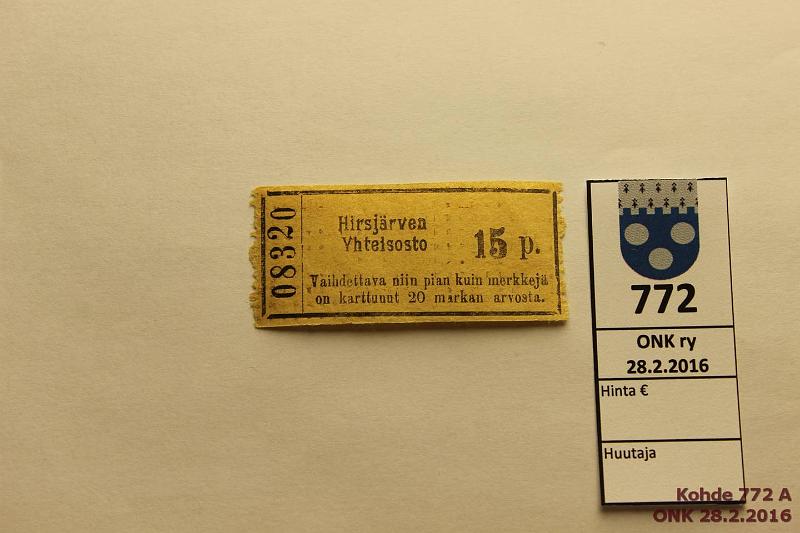 08320
Hirsjärven
Yhteisosto
15 p.
Vaihdettava niin pian kuin merkkejä
on karttunut 20 markan arvosta.
772
ONK ry
28.2.2016
Hinta €
Huutaja
Kohde 772 A
ONK 28.2.2016